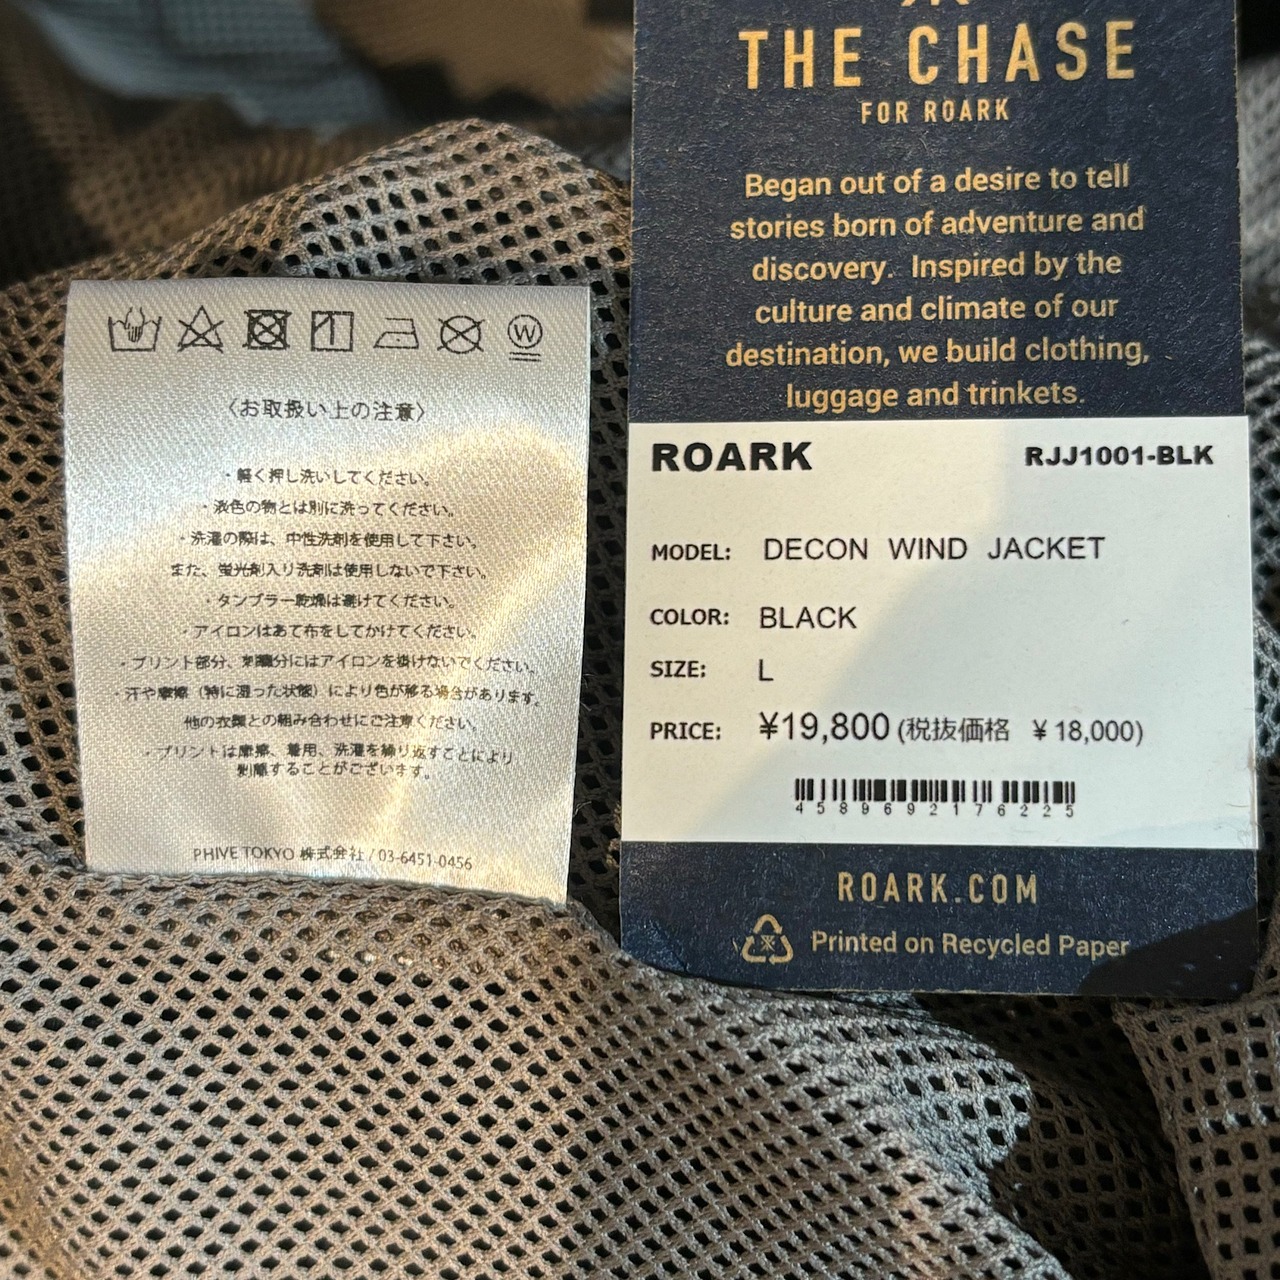 〈お取扱い上の注意〉
・軽く押し洗いしてください。
・淡色の物とは別に洗ってください。
・洗濯の際は、中性洗剤を使用して下さい。
また、蛍光剤入り洗剤は使用しないで下さい。
・タンブラー乾燥は避けてください。
・アイロンはあて布をしてかけてください。
・プリント部分、刺繍部分にはアイロンを掛けないでください。
・汗や摩擦（特に湿った状態）により色が移る場合があります。
他の衣類との組み合わせにご注意ください。
・プリントは摩擦、着用、洗濯を繰り返すことにより
剥離することがございます。
PHIVE TOKYO 株式会社 / 03-6451-0456
THE CHASE
FOR ROARK
Began out of a desire to tell
stories born of adventure and
discovery. Inspired by the
culture and climate of our
destination, we build clothing,
luggage and trinkets.
ROARK RJJ1001-BLK
MODEL: DECON WIND JACKET
COLOR: BLACK
SIZE: L
PRICE: ¥19,800 (税抜価格 ¥ 18,000)
4589692176225
ROARK.COM
Printed on Recycled Paper